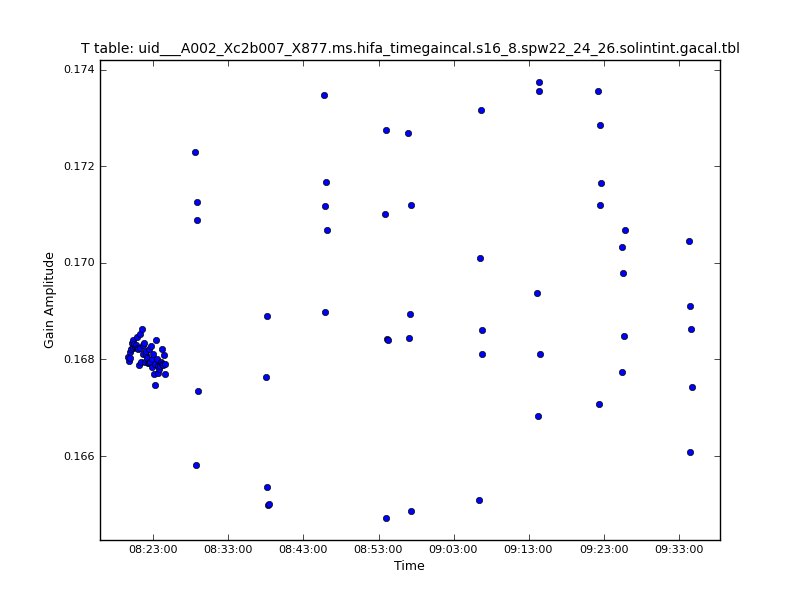 T table: uid___A002_Xc2b007_X877.ms.hifa_timegaincal.s16_8.spw22_24_26.solintint.gacal.tbl
0.174
0.172
0.170
0.168
0.166
Gain Amplitude
08:23:00 08:33:00 08:43:00 08:53:00 09:03:00 09:13:00 09:23:00 09:33:00
Time